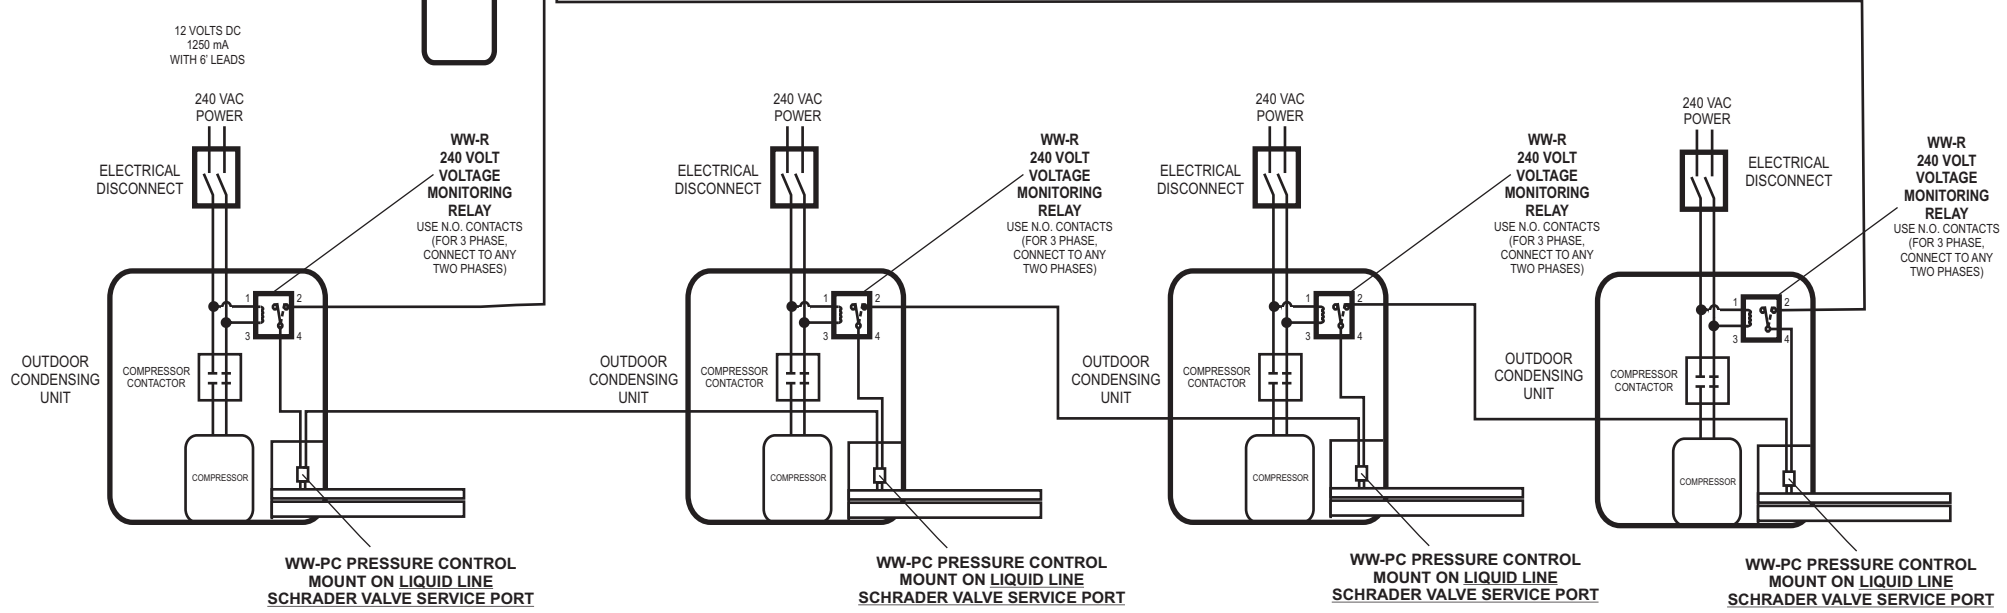 12 VOLTS DC
1250 mA
WITH 6' LEADS
240 VAC
POWER
ELECTRICAL
DISCONNECT
WW-R
240 VOLT
VOLTAGE
MONITORING
RELAY
USE N.O. CONTACTS
(FOR 3 PHASE,
CONNECT TO ANY
TWO PHASES)
1
2
3
4
OUTDOOR
CONDENSING
UNIT
COMPRESSOR
CONTACTOR
COMPRESSOR
WW-PC PRESSURE CONTROL
MOUNT ON LIQUID LINE
SCHRADER VALVE SERVICE PORT
240 VAC
POWER
ELECTRICAL
DISCONNECT
WW-R
240 VOLT
VOLTAGE
MONITORING
RELAY
USE N.O. CONTACTS
(FOR 3 PHASE,
CONNECT TO ANY
TWO PHASES)
1
2
3
4
OUTDOOR
CONDENSING
UNIT
COMPRESSOR
CONTACTOR
COMPRESSOR
WW-PC PRESSURE CONTROL
MOUNT ON LIQUID LINE
SCHRADER VALVE SERVICE PORT
240 VAC
POWER
ELECTRICAL
DISCONNECT
WW-R
240 VOLT
VOLTAGE
MONITORING
RELAY
USE N.O. CONTACTS
(FOR 3 PHASE,
CONNECT TO ANY
TWO PHASES)
1
2
3
4
OUTDOOR
CONDENSING
UNIT
COMPRESSOR
CONTACTOR
COMPRESSOR
WW-PC PRESSURE CONTROL
MOUNT ON LIQUID LINE
SCHRADER VALVE SERVICE PORT
240 VAC
POWER
ELECTRICAL
DISCONNECT
WW-R
240 VOLT
VOLTAGE
MONITORING
RELAY
USE N.O. CONTACTS
(FOR 3 PHASE,
CONNECT TO ANY
TWO PHASES)
1
2
3
4
OUTDOOR
CONDENSING
UNIT
COMPRESSOR
CONTACTOR
COMPRESSOR
WW-PC PRESSURE CONTROL
MOUNT ON LIQUID LINE
SCHRADER VALVE SERVICE PORT